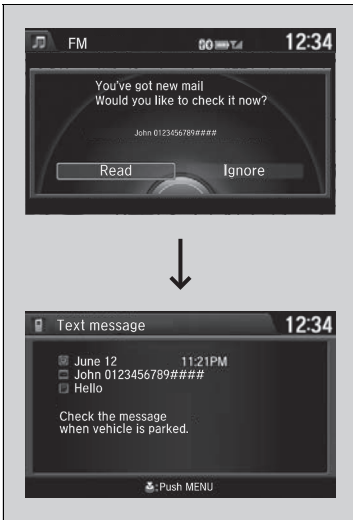 FM
12:34
You've got new mail
Would you like to check it now?
John 0123456789####
Read
Ignore
Text message
12:34
June 12 11:21PM
John 0123456789####
Hello
Check the message
when vehicle is parked.
:Push MENU